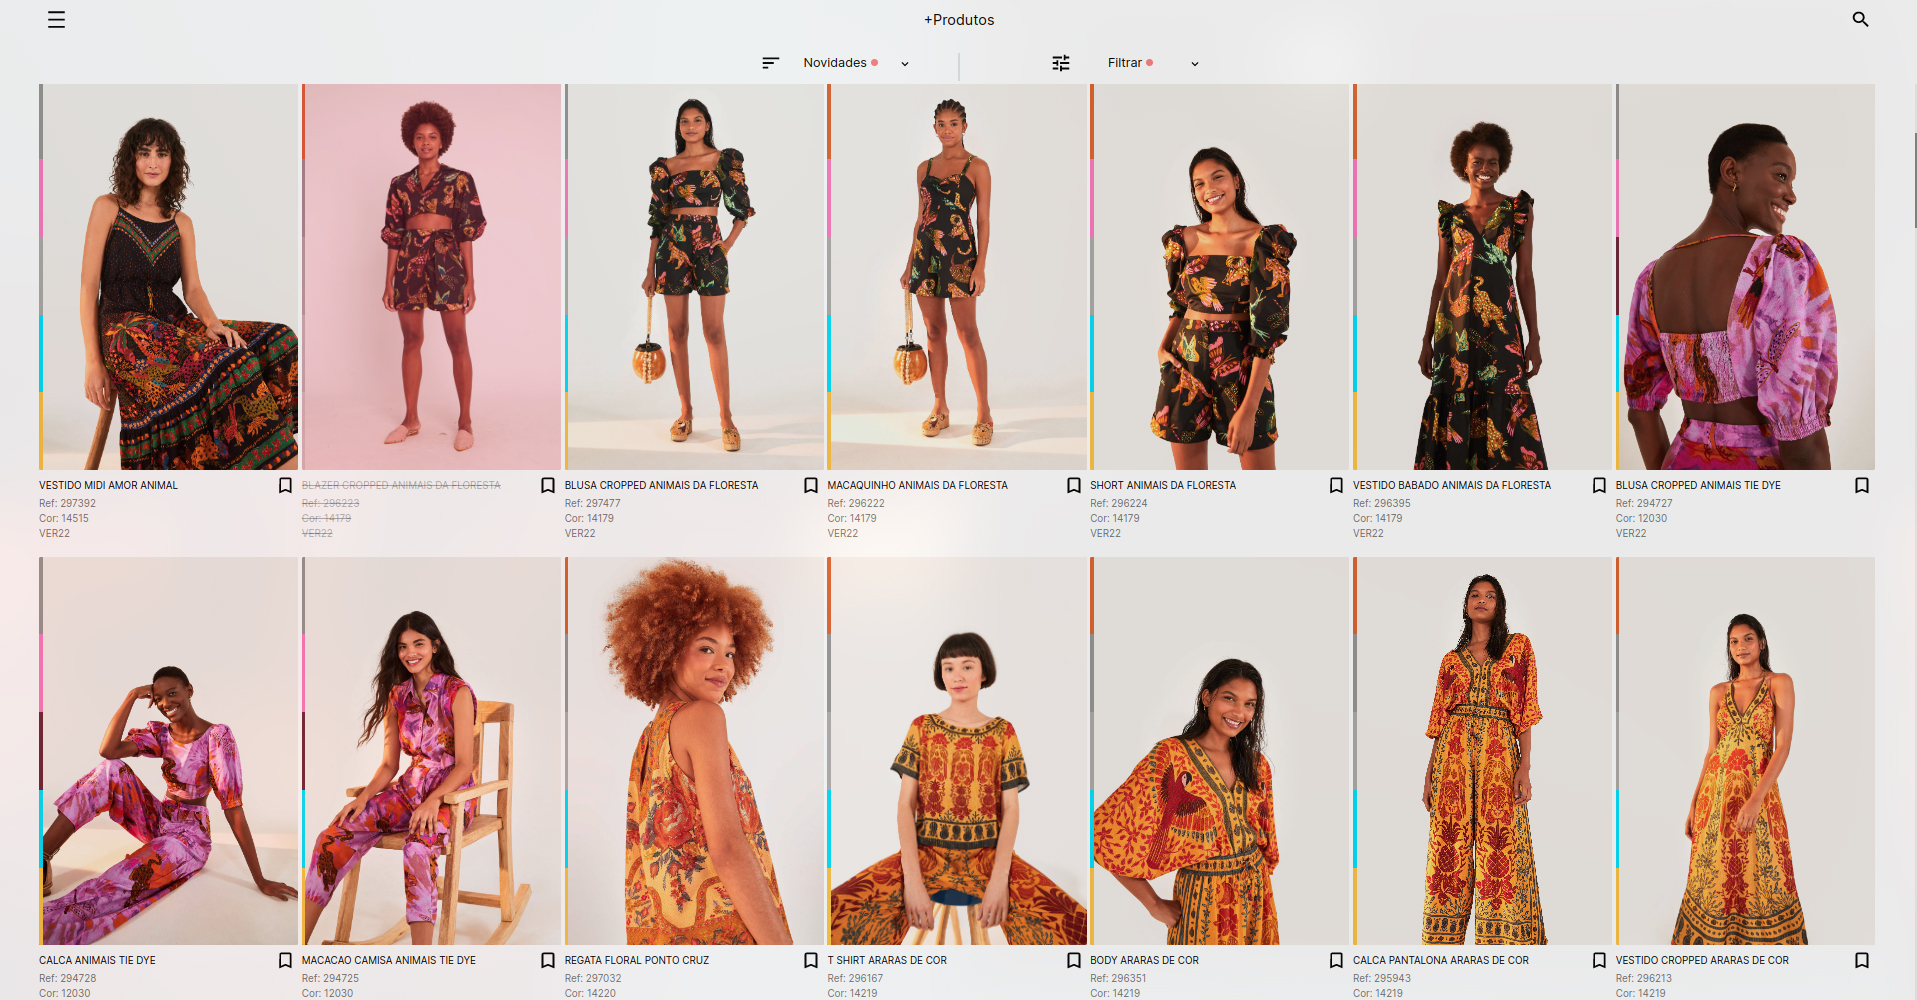 +Produtos
Novidades
Filtrar
VESTIDO MIDI AMOR ANIMAL
Ref: 297392
Cor: 14515
VER22
BLAZER CROPPED ANIMAIS DA FLORESTA
Ref: 296223
Cor: 14179
VER22
BLUSA CROPPED ANIMAIS DA FLORESTA
Ref: 297477
Cor: 14179
VER22
MACAQUINHO ANIMAIS DA FLORESTA
Ref: 296222
Cor: 14179
VER22
SHORT ANIMAIS DA FLORESTA
Ref: 296224
Cor: 14179
VER22
VESTIDO BABADO ANIMAIS DA FLORESTA
Ref: 296395
Cor: 14179
VER22
BLUSA CROPPED ANIMAIS TIE DYE
Ref: 294727
Cor: 12030
VER22
CALCA ANIMAIS TIE DYE
Ref: 294728
Cor: 12030
MACACAO CAMISA ANIMAIS TIE DYE
Ref: 294725
Cor: 12030
REGATA FLORAL PONTO CRUZ
Ref: 297032
Cor: 14220
T SHIRT ARARAS DE COR
Ref: 296167
Cor: 14219
BODY ARARAS DE COR
Ref: 296351
Cor: 14219
CALCA PANTALONA ARARAS DE COR
Ref: 295943
Cor: 14219
VESTIDO CROPPED ARARAS DE COR
Ref: 296213
Cor: 14219